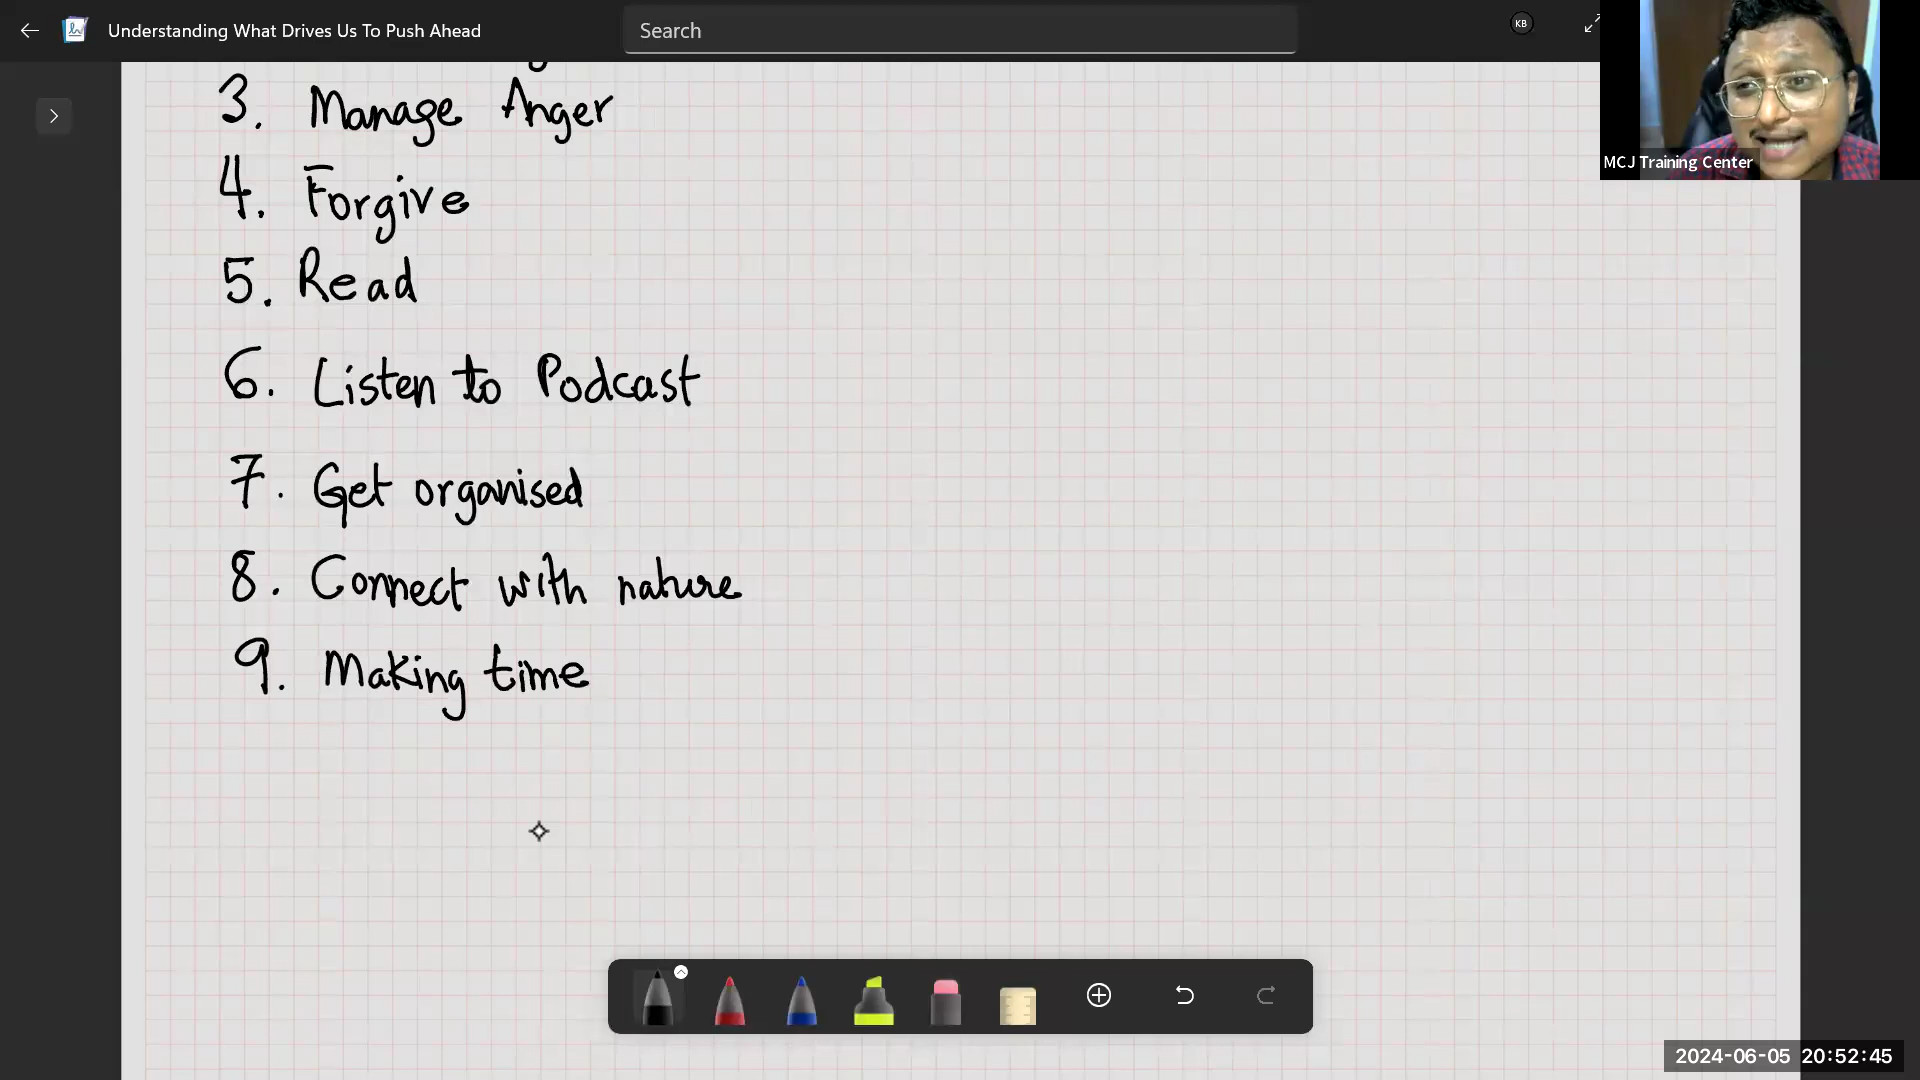 Understanding What Drives Us To Push Ahead
Search
KB
MCJ Training Center
3. Manage Anger
4. Forgive
5. Read
6. Listen to Podcast
7. Get organised
8. Connect with nature
9. Making time
2024-06-05 20:52:45